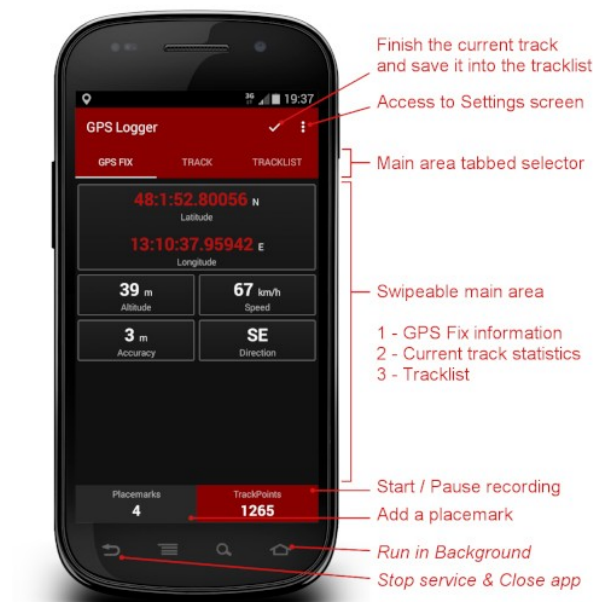 Finish the current track
and save it into the tracklist
3G 19:37
Access to Settings screen
GPS Logger
GPS FIX TRACK TRACKLIST
Main area tabbed selector
48:1:52.80056 N
Latitude
13:10:37.95942 E
Longitude
39 m 67 km/h
Altitude Speed
3 m SE
Accuracy Direction
Swipeable main area
1 - GPS Fix information
2 - Current track statistics
3 - Tracklist
Placemarks TrackPoints
4 1265
Start / Pause recording
Add a placemark
Run in Background
Stop service & Close app